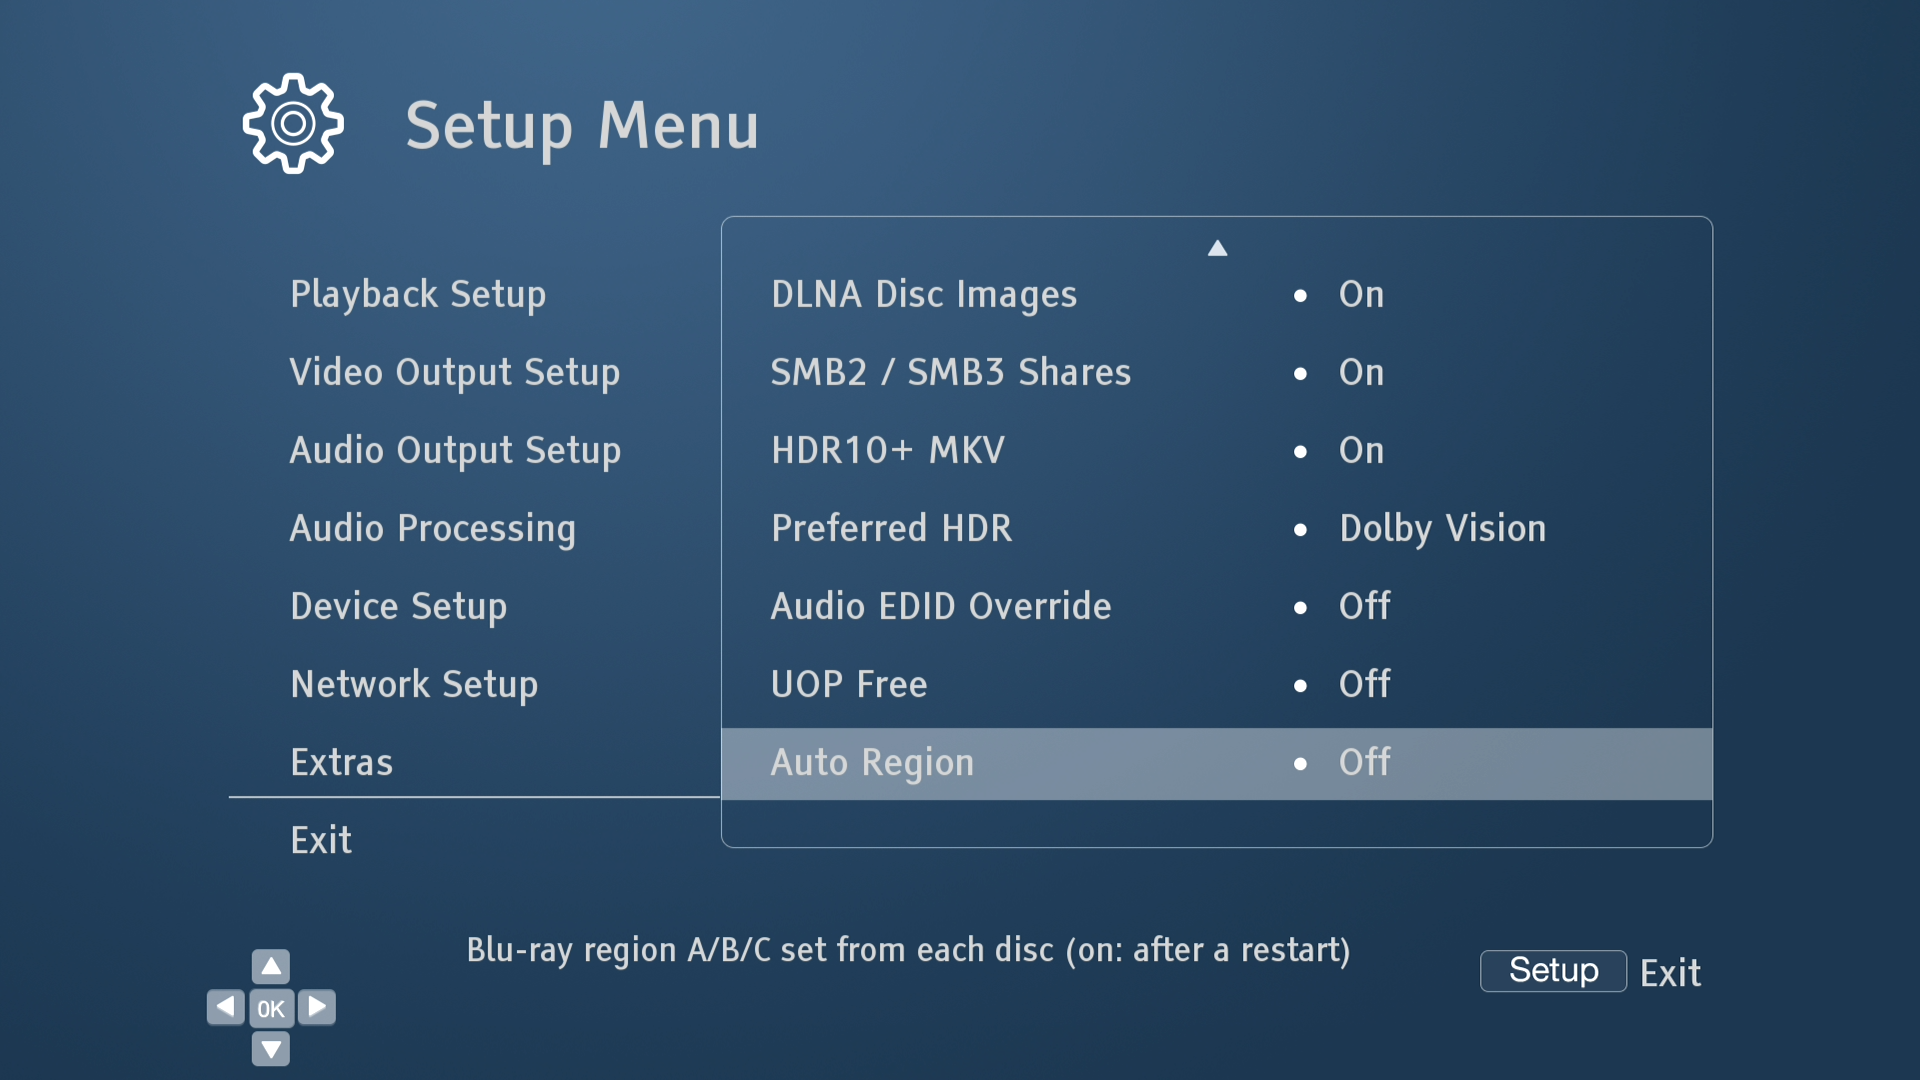 Setup Menu
Playback Setup
Video Output Setup
Audio Output Setup
Audio Processing
Device Setup
Network Setup
Extras
Exit
DLNA Disc Images • On
SMB2 / SMB3 Shares • On
HDR10+ MKV • On
Preferred HDR • Dolby Vision
Audio EDID Override • Off
UOP Free • Off
Auto Region • Off
Blu-ray region A/B/C set from each disc (on: after a restart)
OK
Setup Exit